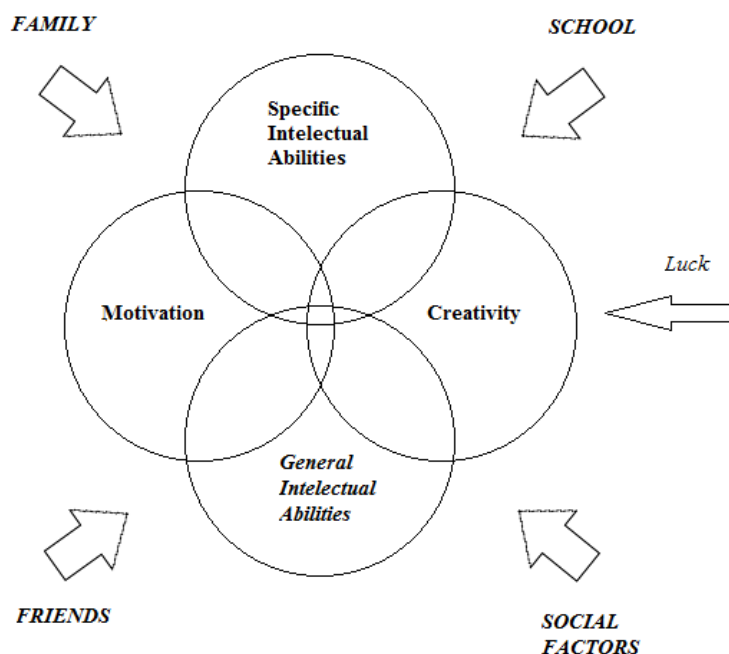 FAMILY
SCHOOL
Specific
Intelectual
Abilities
Luck
Motivation
Creativity
General
Intelectual
Abilities
FRIENDS
SOCIAL
FACTORS